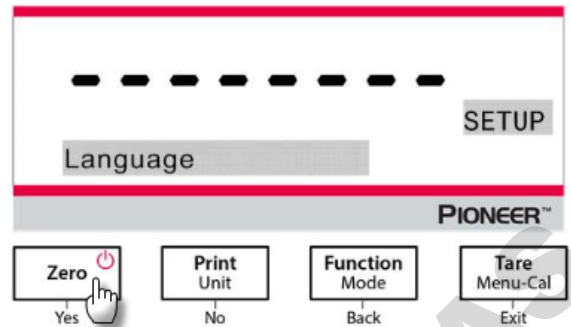 SETUP
Language
PIONEER™
Zero Print Function Tare
Unit Mode Menu-Cal
Yes No Back Exit